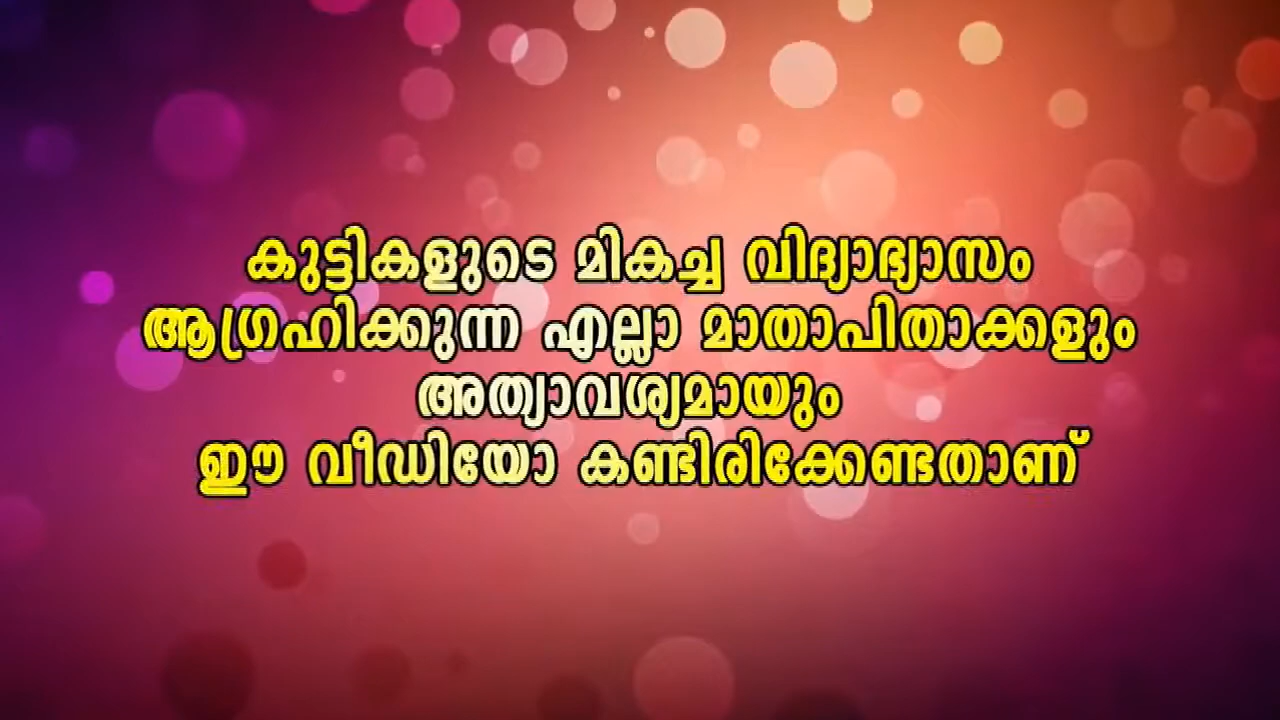 കുട്ടികളുടെ മികച്ച വിദ്യാഭ്യാസം
ആഗ്രഹിക്കുന്ന എല്ലാ മാതാപിതാക്കളും
അത്യാവശ്യമായും
ഈ വീഡിയോ കണ്ടിരിക്കേണ്ടതാണ്